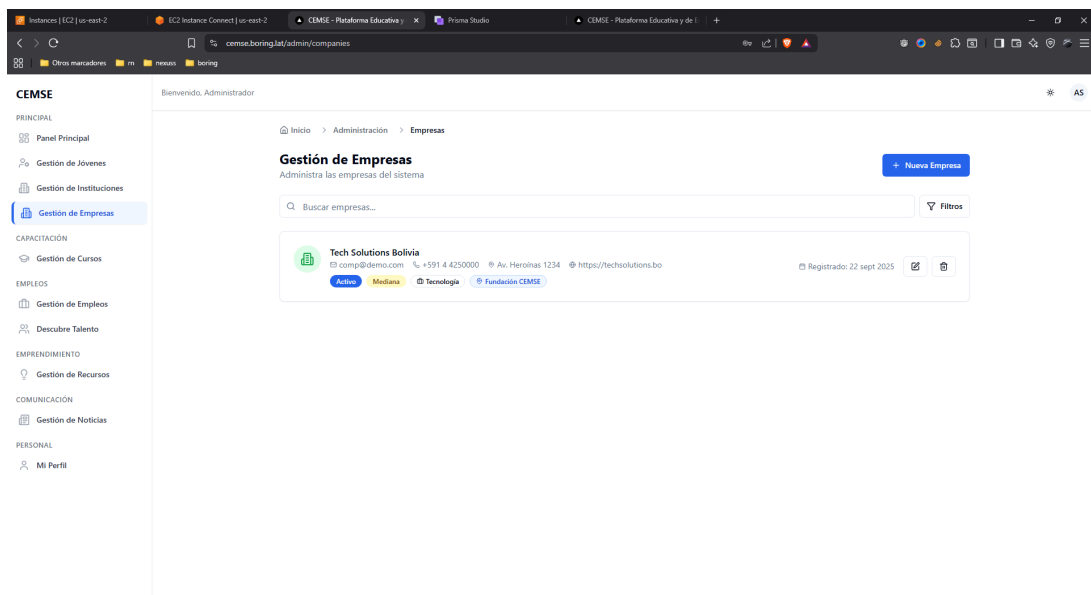 Instances | EC2 | us-east-2
EC2 Instance Connect | us-east-2
CEMSE - Plataforma Educativa y
Prisma Studio
CEMSE - Plataforma Educativa y de E
cemse.boring.lat/admin/companies
Otros marcadores
m
nexuss
boring
CEMSE
Bienvenido, Administrador
AS
PRINCIPAL
Panel Principal
Gestión de Jóvenes
Gestión de Instituciones
Gestión de Empresas
CAPACITACIÓN
Gestión de Cursos
EMPLEOS
Gestión de Empleos
Descubre Talento
EMPRENDIMIENTO
Gestión de Recursos
COMUNICACIÓN
Gestión de Noticias
PERSONAL
Mi Perfil
Inicio > Administración > Empresas
Gestión de Empresas
Administra las empresas del sistema
+ Nueva Empresa
Buscar empresas...
Filtros
Tech Solutions Bolivia
comp@demo.com +591 4 4250000 Av. Heroínas 1234 https://techsolutions.bo
Activo Mediana Tecnología Fundación CEMSE
Registrado: 22 sept 2025